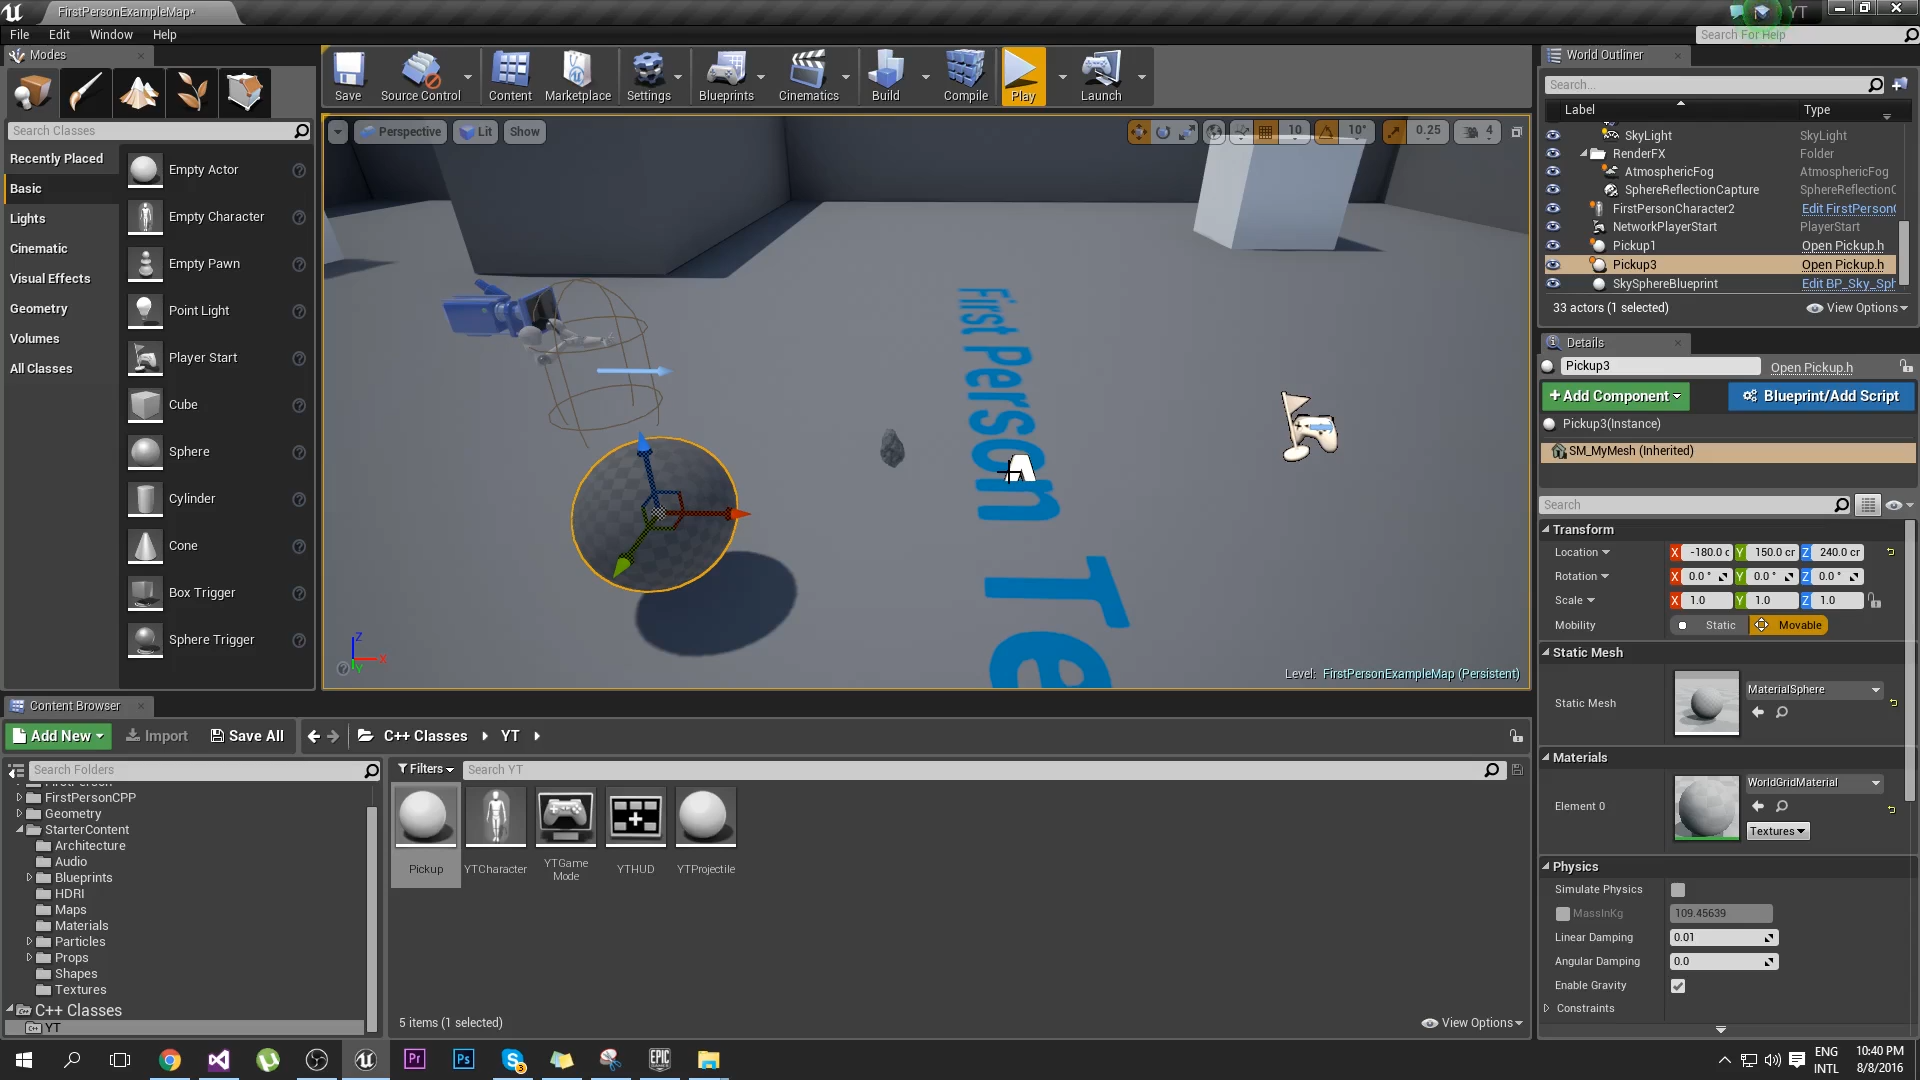 FirstPersonExampleMap*
YT
File Edit Window Help
Search For Help
Modes
Search Classes
Recently Placed
Basic
Lights
Cinematic
Visual Effects
Geometry
Volumes
All Classes
Empty Actor
Empty Character
Empty Pawn
Point Light
Player Start
Cube
Sphere
Cylinder
Cone
Box Trigger
Sphere Trigger
Save
Source Control
Content
Marketplace
Settings
Blueprints
Cinematics
Build
Compile
Play
Launch
Perspective Lit Show
10 10° 0.25 4
First Person Te
Z X Y
Level: FirstPersonExampleMap (Persistent)
World Outliner
Search...
Label Type
SkyLight SkyLight
RenderFX Folder
AtmosphericFog AtmosphericFog
SphereReflectionCapture SphereReflectionC
FirstPersonCharacter2 Edit FirstPerson
NetworkPlayerStart PlayerStart
Pickup1 Open Pickup.h
Pickup3 Open Pickup.h
SkySphereBlueprint Edit BP_Sky_Sph
33 actors (1 selected) View Options
Details
Pickup3 Open Pickup.h
+Add Component Blueprint/Add Script
Pickup3(Instance)
SM_MyMesh (Inherited)
Search
Transform
Location X -180.0 c Y 150.0 cr Z 240.0 cr
Rotation X 0.0 ° Y 0.0 ° Z 0.0 °
Scale X 1.0 Y 1.0 Z 1.0
Mobility Static Movable
Static Mesh
Static Mesh MaterialSphere
Materials
Element 0 WorldGridMaterial
Textures
Physics
Simulate Physics
MassInKg 109.45639
Linear Damping 0.01
Angular Damping 0.0
Enable Gravity
Constraints
Content Browser
Add New Import Save All C++ Classes YT
Search Folders
Filters Search YT
FirstPersonCPP
Geometry
StarterContent
Architecture
Audio
Blueprints
HDRI
Maps
Materials
Particles
Props
Shapes
Textures
C++ Classes
YT
Pickup
YTCharacter
YTGame
Mode
YTHUD
YTProjectile
5 items (1 selected) View Options
Pr Ps S 3 EPIC GAMES
ENG
INTL
10:40 PM
8/8/2016